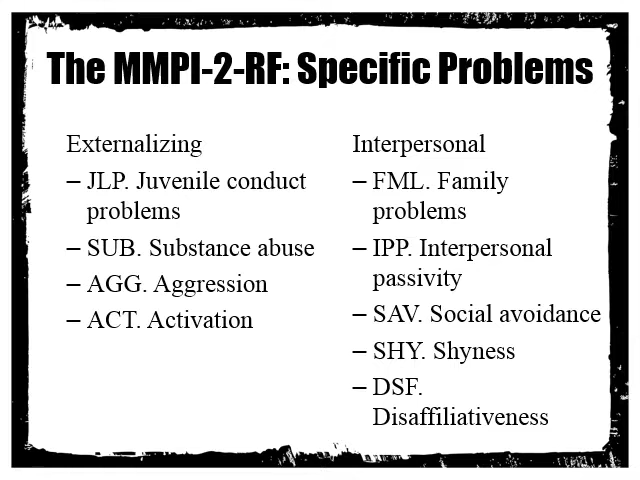 The MMPI-2-RF: Specific Problems
Externalizing
– JLP. Juvenile conduct
problems
– SUB. Substance abuse
– AGG. Aggression
– ACT. Activation
Interpersonal
– FML. Family
problems
– IPP. Interpersonal
passivity
– SAV. Social avoidance
– SHY. Shyness
– DSF.
Disaffiliativeness